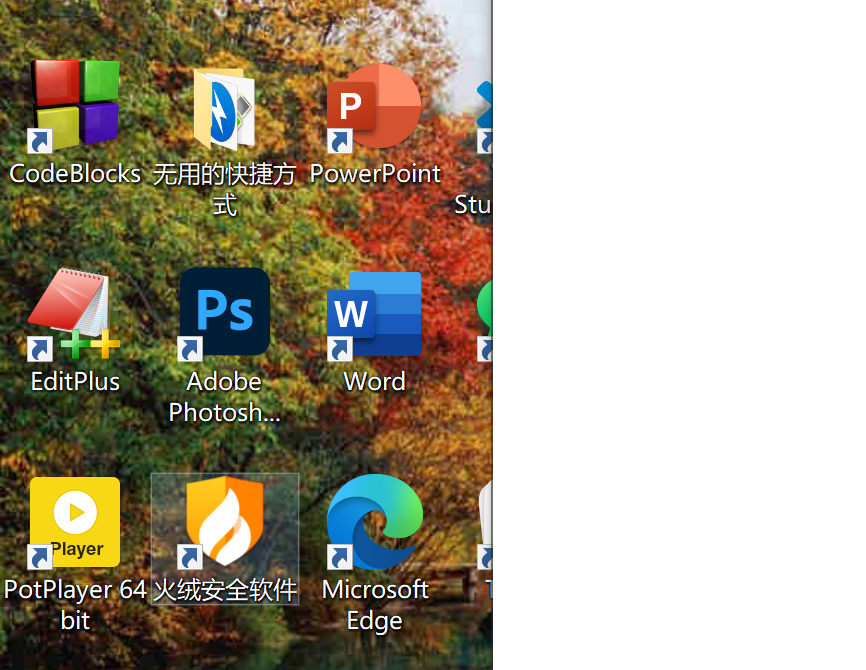 CodeBlocks
无用的快捷方
式
P
PowerPoint
Stu
EditPlus
Ps
Adobe
Photosh...
W
Word
Player
PotPlayer 64
bit
火绒安全软件
Microsoft
Edge
T